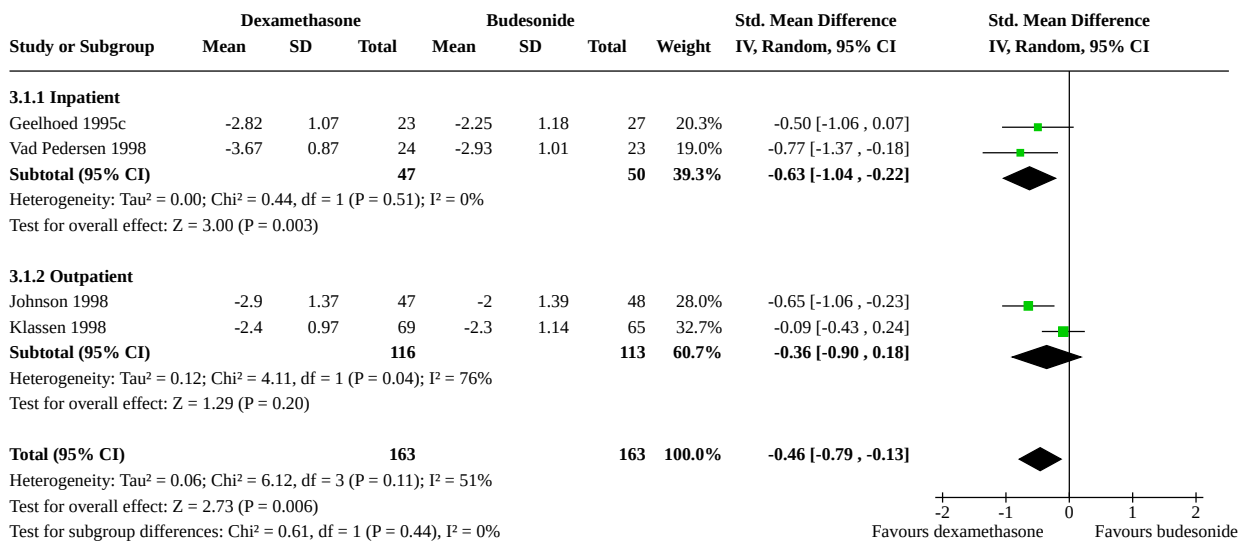 Dexamethasone Budesonide Std. Mean Difference Std. Mean Difference
Study or Subgroup Mean SD Total Mean SD Total Weight IV, Random, 95% CI IV, Random, 95% CI
3.1.1 Inpatient
Geelhoed 1995c -2.82 1.07 23 -2.25 1.18 27 20.3% -0.50 [-1.06 , 0.07]
Vad Pedersen 1998 -3.67 0.87 24 -2.93 1.01 23 19.0% -0.77 [-1.37 , -0.18]
Subtotal (95% CI) 47 50 39.3% -0.63 [-1.04 , -0.22]
Heterogeneity: Tau² = 0.00; Chi² = 0.44, df = 1 (P = 0.51); I² = 0%
Test for overall effect: Z = 3.00 (P = 0.003)
3.1.2 Outpatient
Johnson 1998 -2.9 1.37 47 -2 1.39 48 28.0% -0.65 [-1.06 , -0.23]
Klassen 1998 -2.4 0.97 69 -2.3 1.14 65 32.7% -0.09 [-0.43 , 0.24]
Subtotal (95% CI) 116 113 60.7% -0.36 [-0.90 , 0.18]
Heterogeneity: Tau² = 0.12; Chi² = 4.11, df = 1 (P = 0.04); I² = 76%
Test for overall effect: Z = 1.29 (P = 0.20)
Total (95% CI) 163 163 100.0% -0.46 [-0.79 , -0.13]
Heterogeneity: Tau² = 0.06; Chi² = 6.12, df = 3 (P = 0.11); I² = 51%
Test for overall effect: Z = 2.73 (P = 0.006)
Test for subgroup differences: Chi² = 0.61, df = 1 (P = 0.44), I² = 0%
-2 -1 0 1 2
Favours dexamethasone Favours budesonide